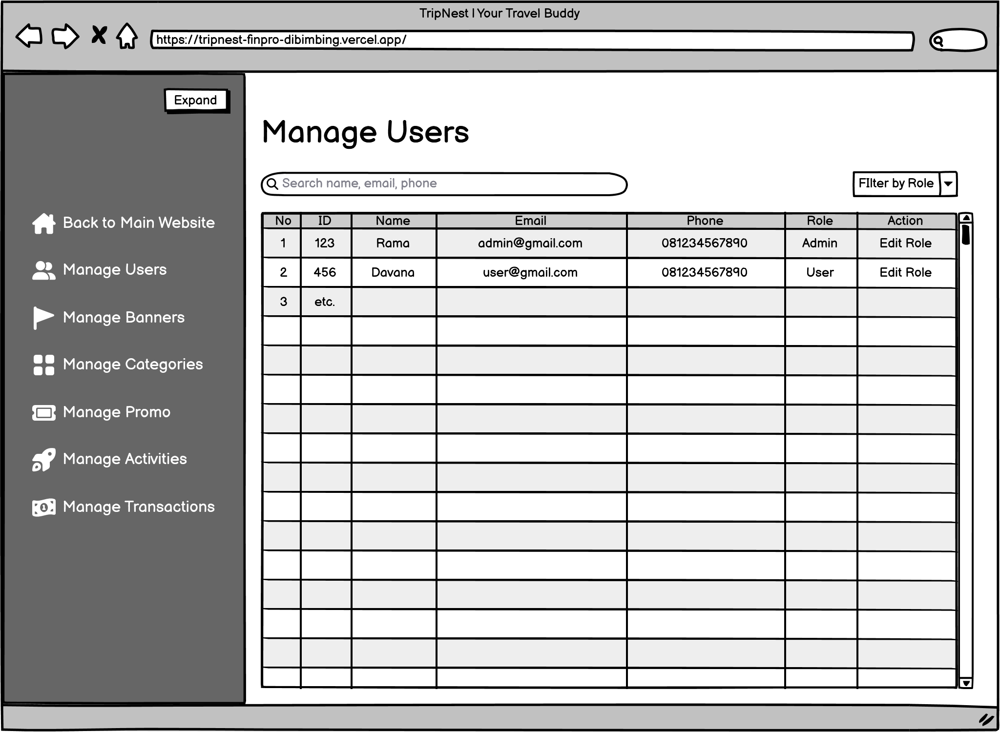 TripNest | Your Travel Buddy
https://tripnest-finpro-dibimbing.vercel.app/
Expand
Back to Main Website
Manage Users
Manage Banners
Manage Categories
Manage Promo
Manage Activities
Manage Transactions
Manage Users
Search name, email, phone
FIlter by Role
No ID Name Email Phone Role Action
1 123 Rama admin@gmail.com 081234567890 Admin Edit Role
2 456 Davana user@gmail.com 081234567890 User Edit Role
3 etc.